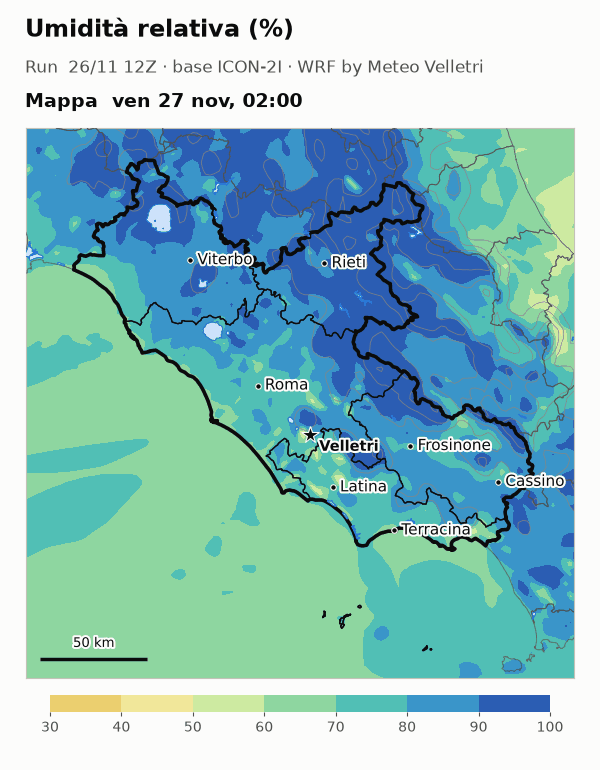 Umidità relativa (%)
Run  26/11 12Z · base ICON-2I · WRF by Meteo Velletri
Mappa  ven 27 nov, 02:00
Viterbo
Rieti
Roma
Velletri
Frosinone
Latina
Cassino
Terracina
50 km
30 40 50 60 70 80 90 100